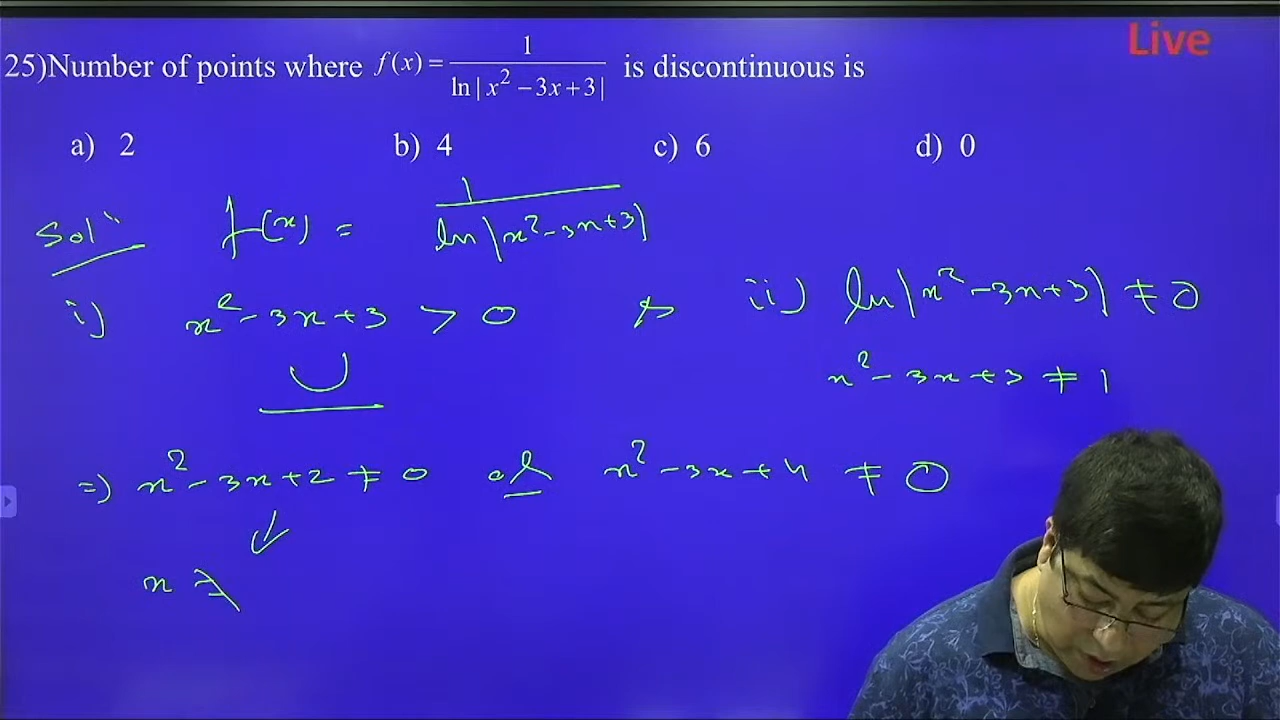 Live
25)Number of points where f(x) = 1 / ln | x² − 3x + 3 | is discontinuous is
a) 2 b) 4 c) 6 d) 0
Solⁿ f(x) = 1 / ln |x² - 3x + 3|
i) x² - 3x + 3 > 0 & ii) ln |x² - 3x + 3| ≠ 0
x² - 3x + 3 ≠ 1
=) x² - 3x + 2 ≠ 0 or x² - 3x + 4 ≠ 0
x ≠